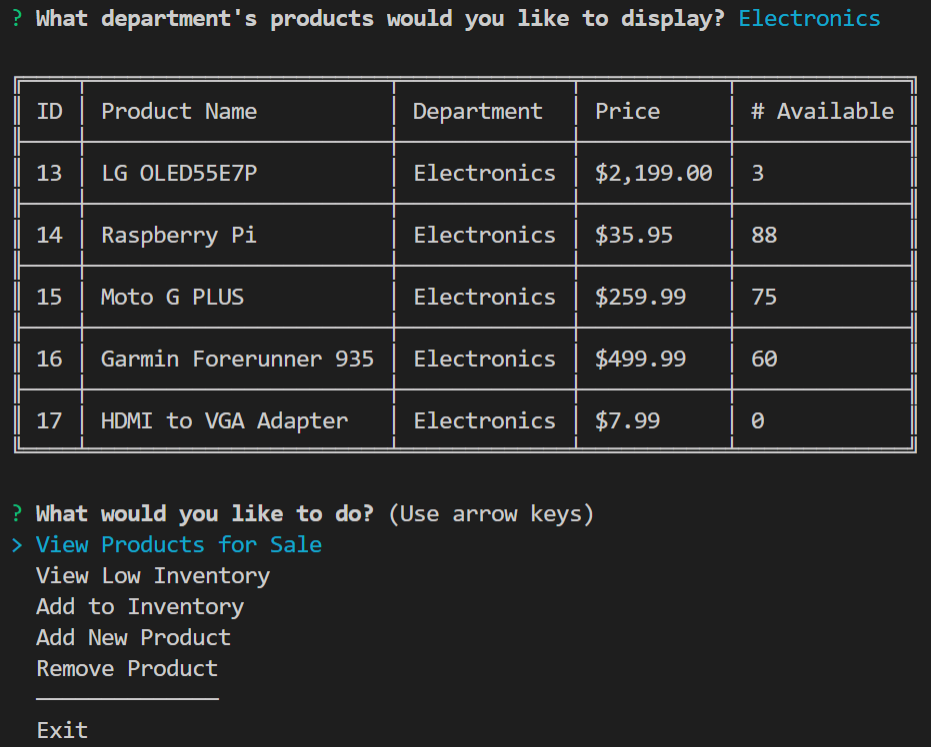 ? What department's products would you like to display? Electronics
ID Product Name Department Price # Available
13 LG OLED55E7P Electronics $2,199.00 3
14 Raspberry Pi Electronics $35.95 88
15 Moto G PLUS Electronics $259.99 75
16 Garmin Forerunner 935 Electronics $499.99 60
17 HDMI to VGA Adapter Electronics $7.99 0
? What would you like to do? (Use arrow keys)
> View Products for Sale
View Low Inventory
Add to Inventory
Add New Product
Remove Product
Exit